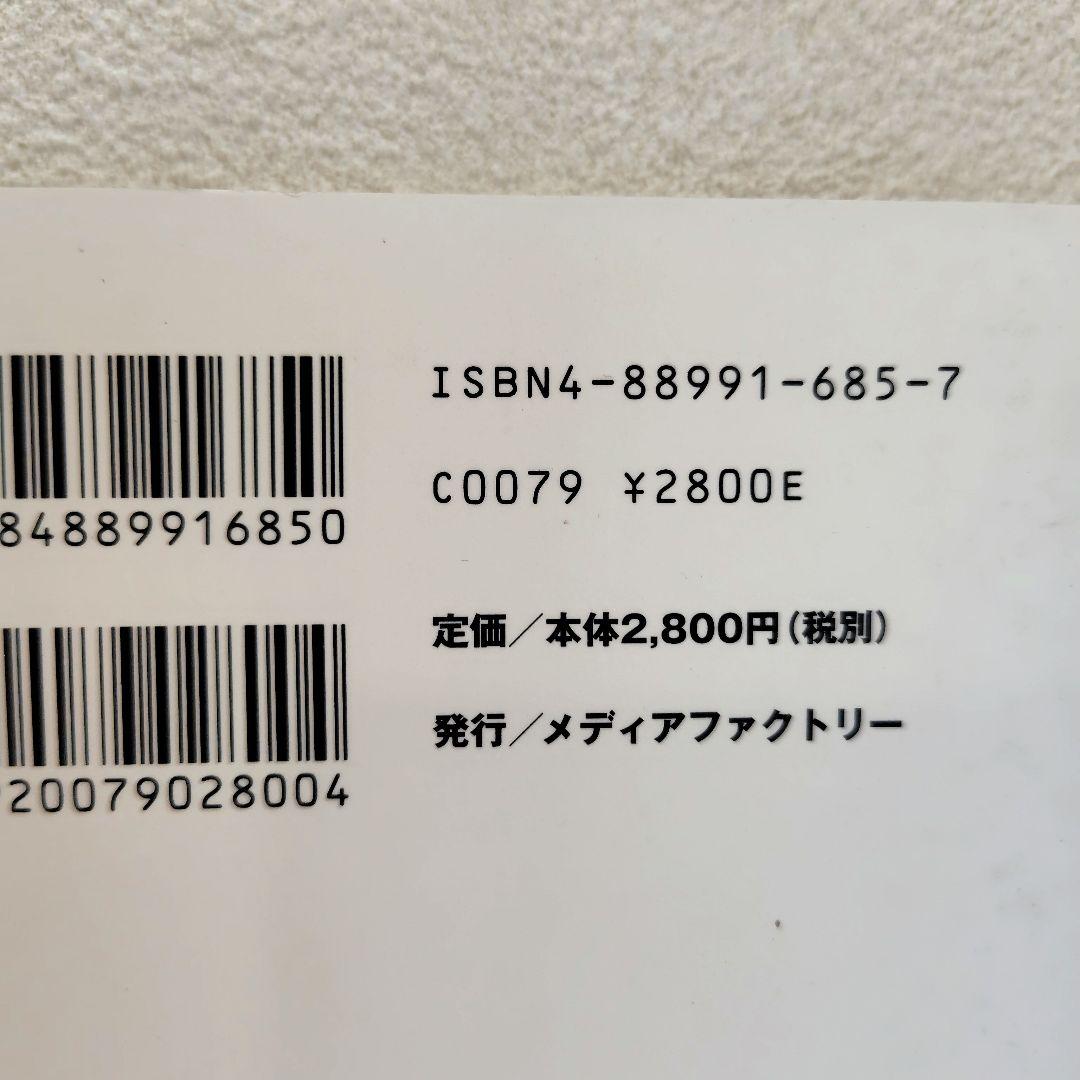 ISBN4-88991-685-7
C0079 ¥2800E
84889916850
定価／本体2,800円(税別)
発行／メディアファクトリー
20079028004